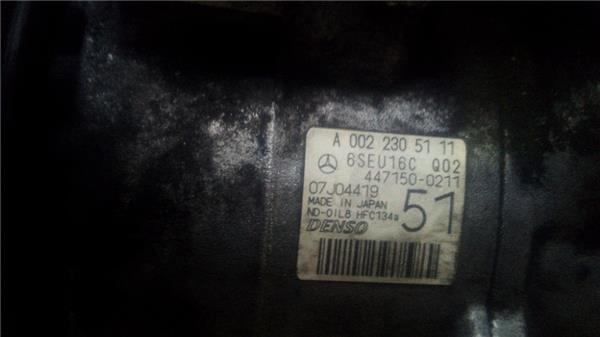 A 002 230 51 11
6SEU16C Q02
447150-0211
07J04419
MADE IN JAPAN
ND-OIL8 HFC134a
51
DENSO